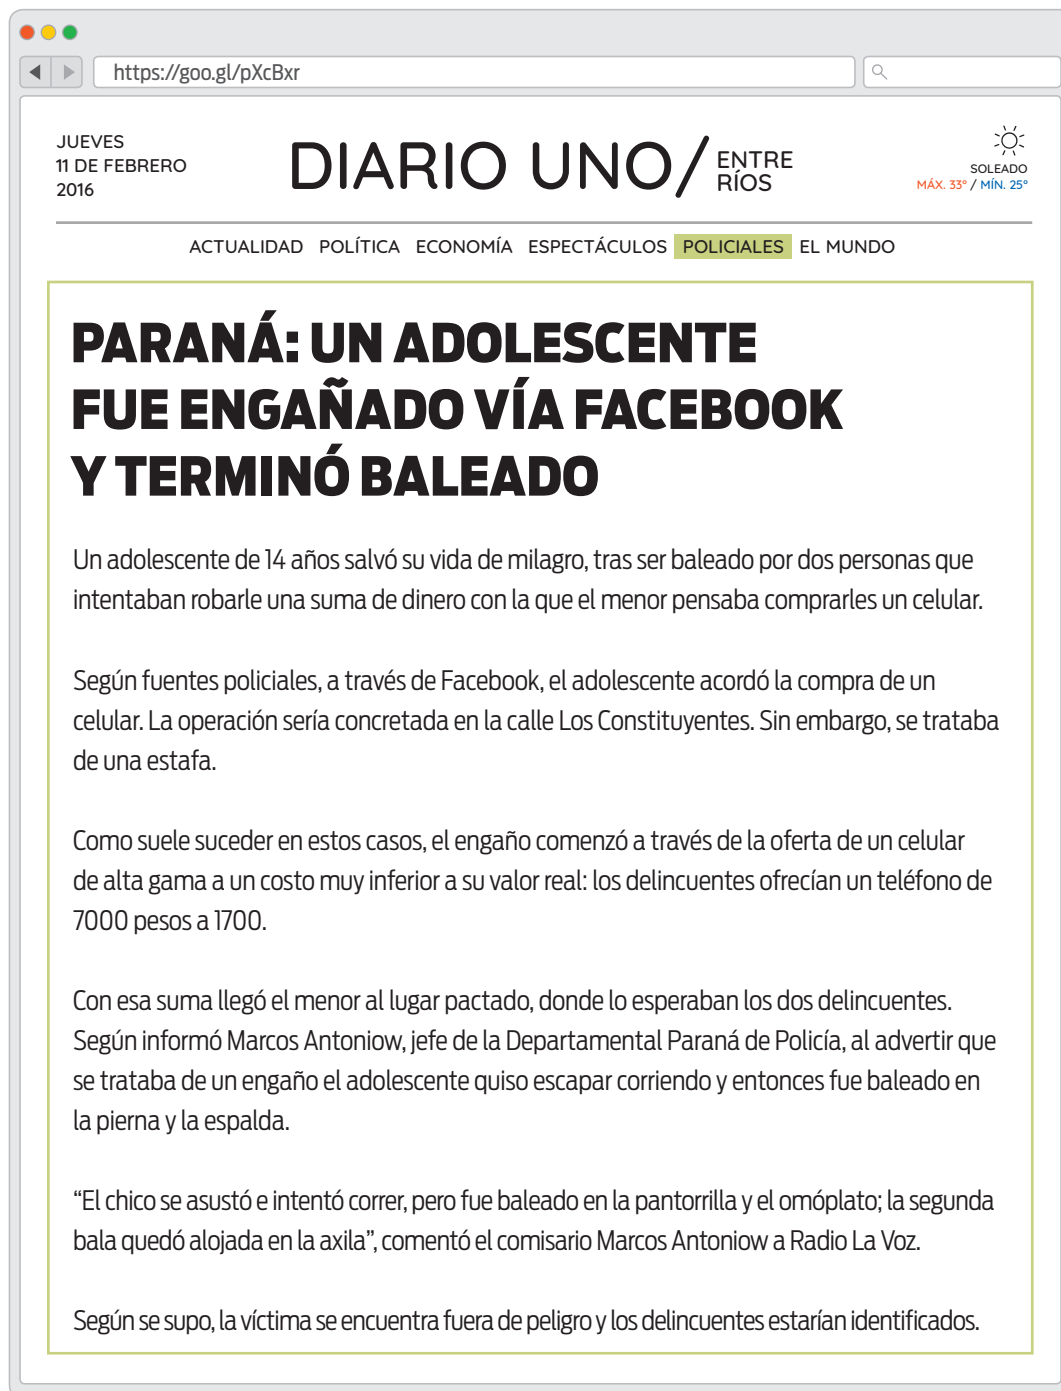 https://goo.gl/pXcBxr
JUEVES
11 DE FEBRERO
2016
DIARIO UNO/ ENTRE
RÍOS
SOLEADO
MÁX. 33° / MÍN. 25°
ACTUALIDAD POLÍTICA ECONOMÍA ESPECTÁCULOS POLICIALES EL MUNDO
PARANÁ: UN ADOLESCENTE
FUE ENGAÑADO VÍA FACEBOOK
Y TERMINÓ BALEADO
Un adolescente de 14 años salvó su vida de milagro, tras ser baleado por dos personas que
intentaban robarle una suma de dinero con la que el menor pensaba comprarles un celular.
Según fuentes policiales, a través de Facebook, el adolescente acordó la compra de un
celular. La operación sería concretada en la calle Los Constituyentes. Sin embargo, se trataba
de una estafa.
Como suele suceder en estos casos, el engaño comenzó a través de la oferta de un celular
de alta gama a un costo muy inferior a su valor real: los delincuentes ofrecían un teléfono de
7000 pesos a 1700.
Con esa suma llegó el menor al lugar pactado, donde lo esperaban los dos delincuentes.
Según informó Marcos Antoniow, jefe de la Departamental Paraná de Policía, al advertir que
se trataba de un engaño el adolescente quiso escapar corriendo y entonces fue baleado en
la pierna y la espalda.
“El chico se asustó e intentó correr, pero fue baleado en la pantorrilla y el omóplato; la segunda
bala quedó alojada en la axila”, comentó el comisario Marcos Antoniow a Radio La Voz.
Según se supo, la víctima se encuentra fuera de peligro y los delincuentes estarían identificados.